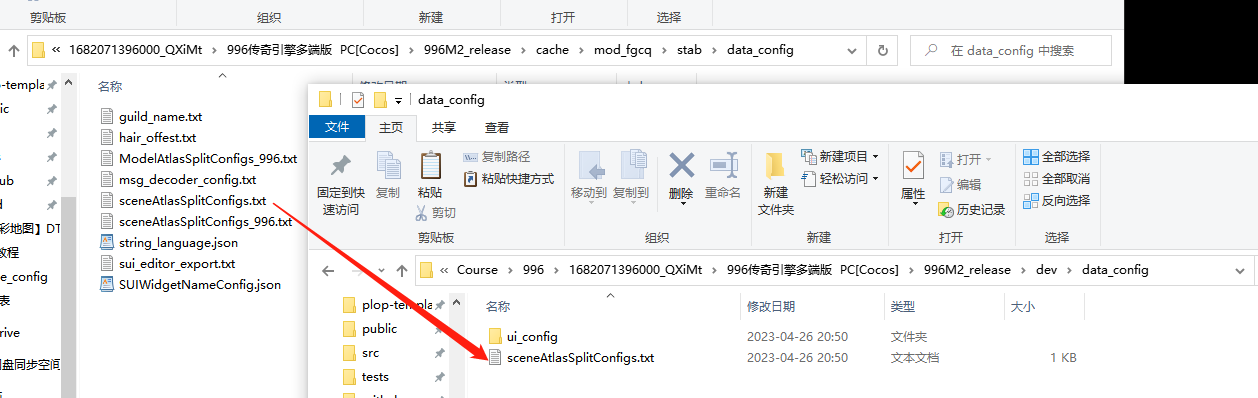 剪贴板 组织 新建 打开 选择
« 1682071396000_QXiMt › 996传奇引擎多端版 PC[Cocos] › 996M2_release › cache › mod_fgcq › stab › data_config
在 data_config 中搜索
op-templa
ic
ub
d
彩地图】DT
教程
e_config
表
rive
盘同步空间
名称
guild_name.txt
hair_offest.txt
ModelAtlasSplitConfigs_996.txt
msg_decoder_config.txt
sceneAtlasSplitConfigs.txt
sceneAtlasSplitConfigs_996.txt
string_language.json
sui_editor_export.txt
SUIWidgetNameConfig.json
data_config
文件 主页 共享 查看
固定到快速访问
复制
粘贴
复制路径
粘贴快捷方式
剪切
移动到 复制到
删除 重命名
新建
文件夹
新建项目
轻松访问
属性
打开
编辑
历史记录
全部选择
全部取消
反向选择
剪贴板 组织 新建 打开 选择
« Course › 996 › 1682071396000_QXiMt › 996传奇引擎多端版 PC[Cocos] › 996M2_release › dev › data_config
plop-templa
public
src
tests
名称 修改日期 类型 大小
ui_config 2023-04-26 20:50 文件夹
sceneAtlasSplitConfigs.txt 2023-04-26 20:50 文本文档 1 KB